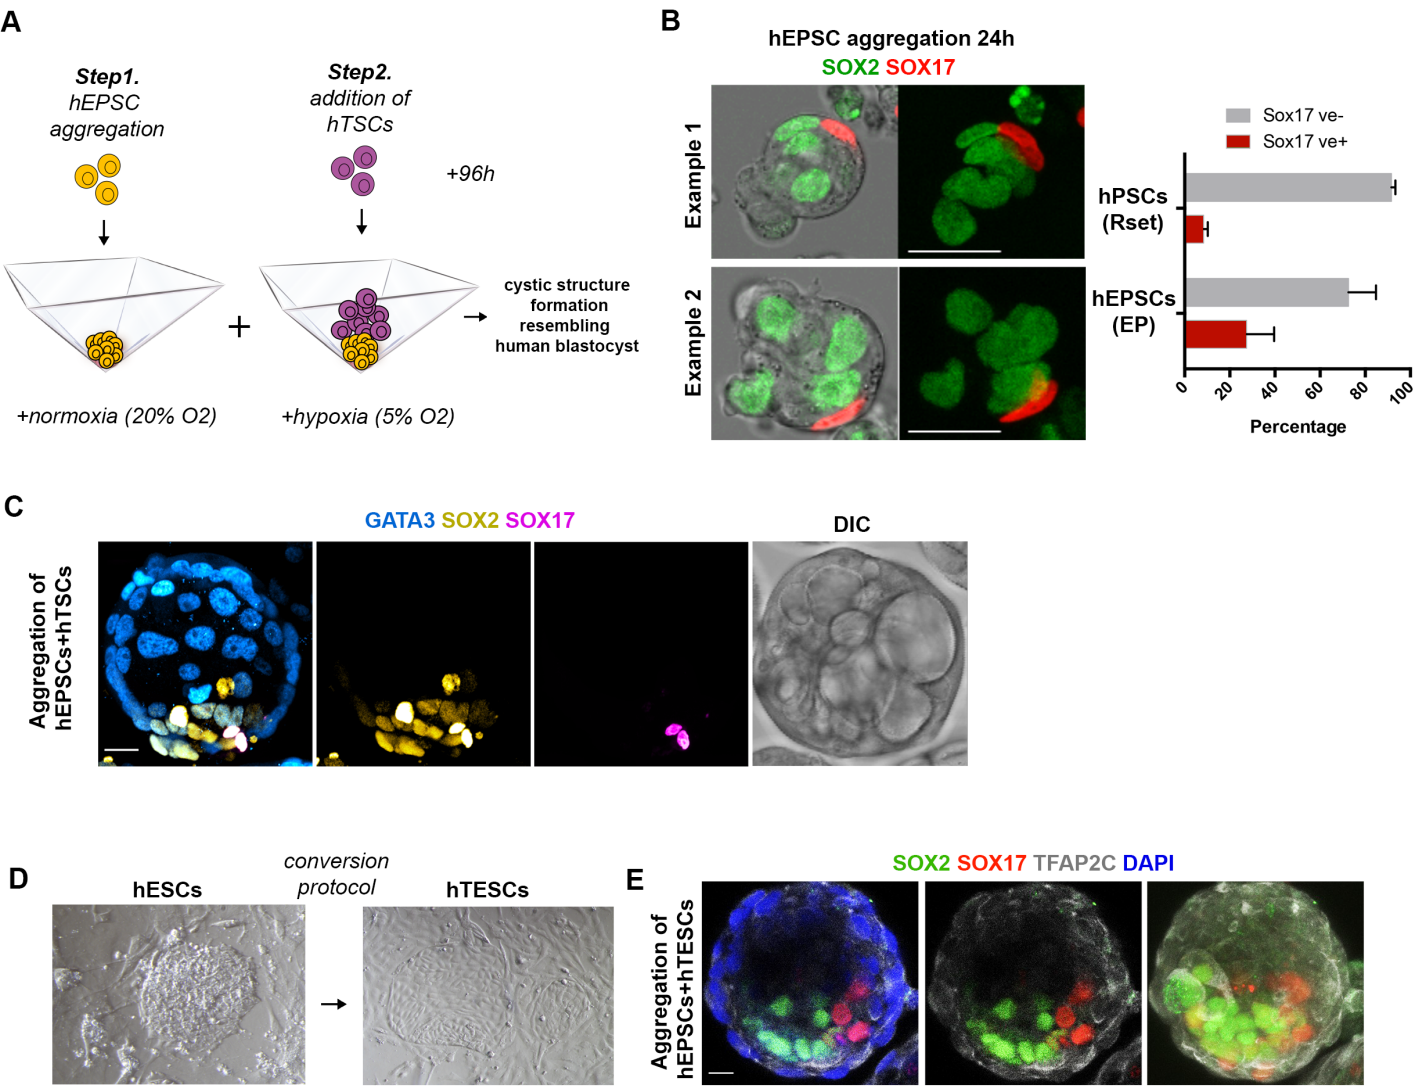 A
Step1.
hEPSC
aggregation
Step2.
addition of
hTSCs
+96h
+
cystic structure
formation
resembling
human blastocyst
+normoxia (20% O2)
+hypoxia (5% O2)
B
hEPSC aggregation 24h
SOX2 SOX17
Example 1
Example 2
Sox17 ve-
Sox17 ve+
hPSCs
(Rset)
hEPSCs
(EP)
0 20 40 60 80 100
Percentage
C
GATA3 SOX2 SOX17
DIC
Aggregation of
hEPSCs+hTSCs
D
hESCs
conversion
protocol
hTESCs
E
SOX2 SOX17 TFAP2C DAPI
Aggregation of
hEPSCs+hTESCs